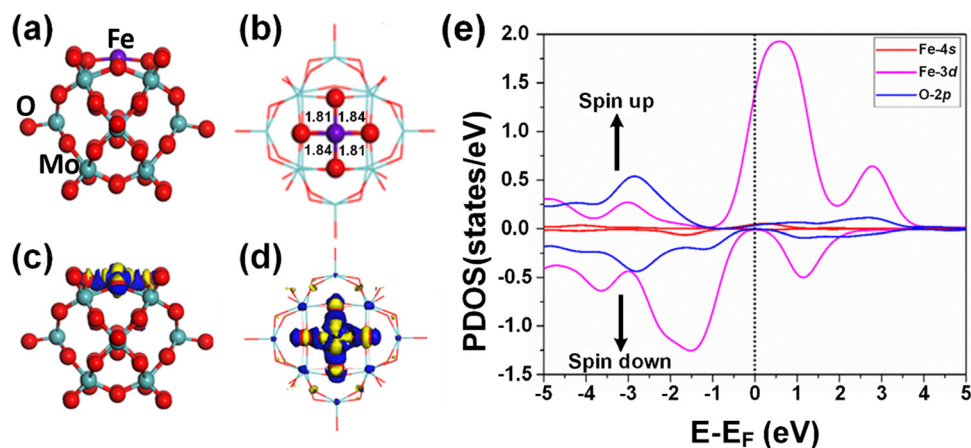 (a)
Fe
O
Mo
(b)
1.81 1.84
1.84 1.81
(c)
(d)
(e)
PDOS(states/eV)
2.0
1.5
1.0
0.5
0.0
-0.5
-1.0
-1.5
Spin up
Spin down
Fe-4s
Fe-3d
O-2p
-5 -4 -3 -2 -1 0 1 2 3 4 5
E-EF (eV)